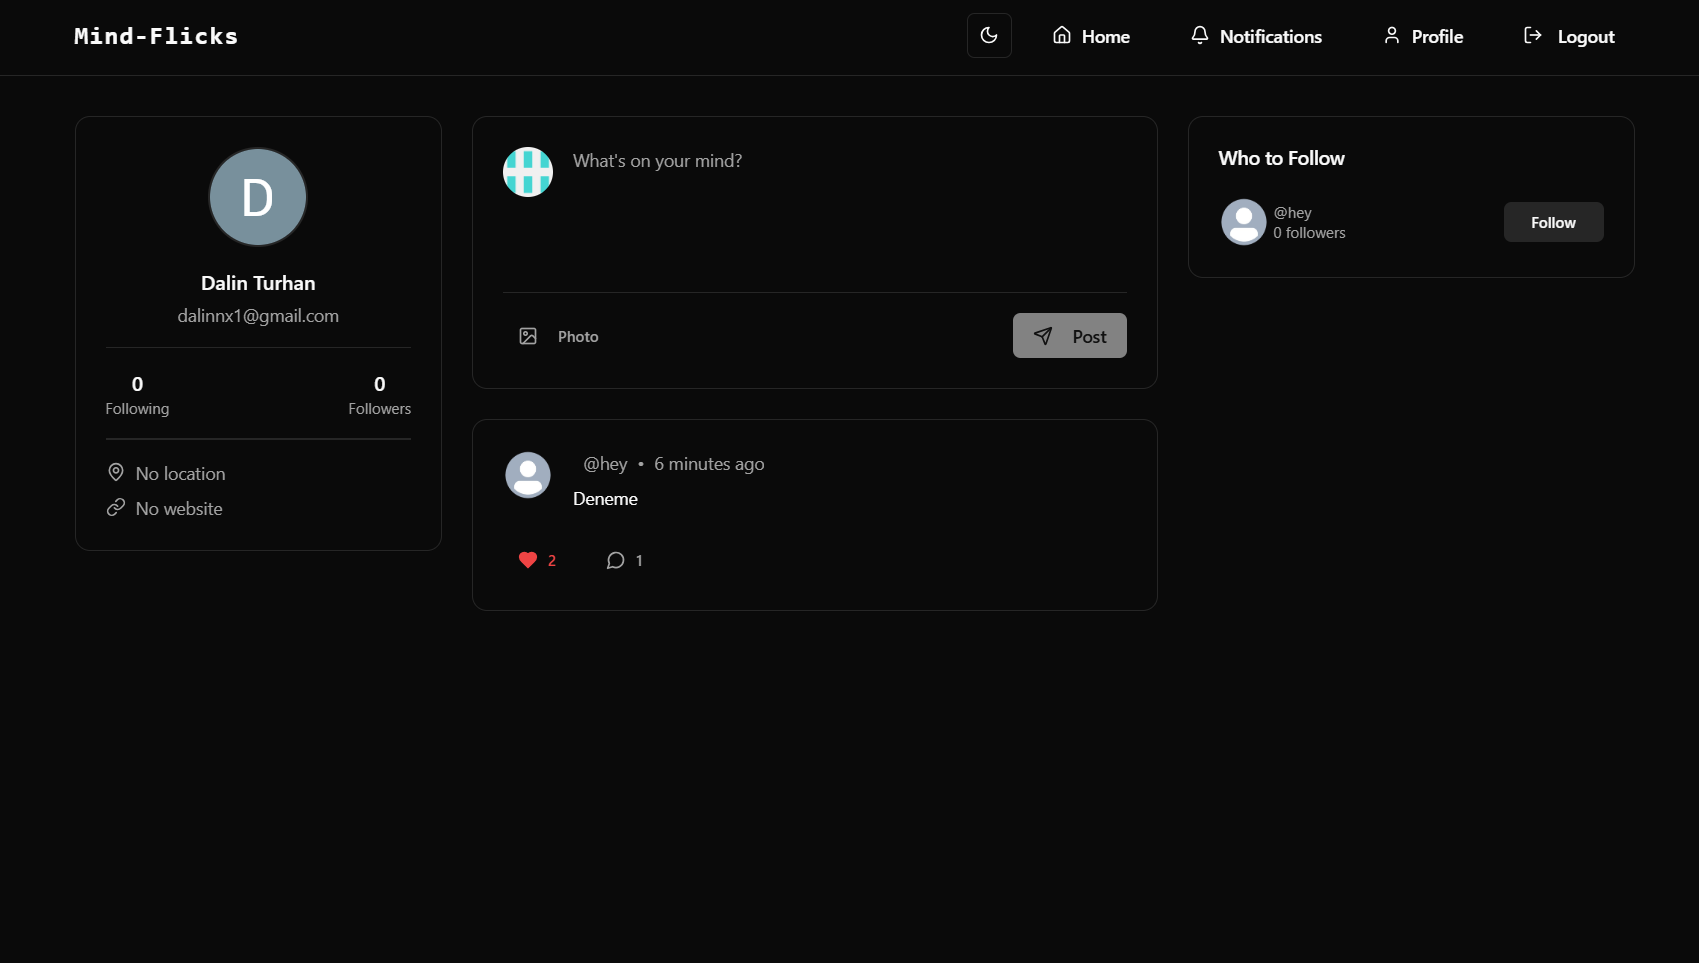 Mind-Flicks
Home
Notifications
Profile
Logout
D
Dalin Turhan
dalinnx1@gmail.com
0
Following
0
Followers
No location
No website
What's on your mind?
Photo
Post
@hey • 6 minutes ago
Deneme
2
1
Who to Follow
@hey
0 followers
Follow